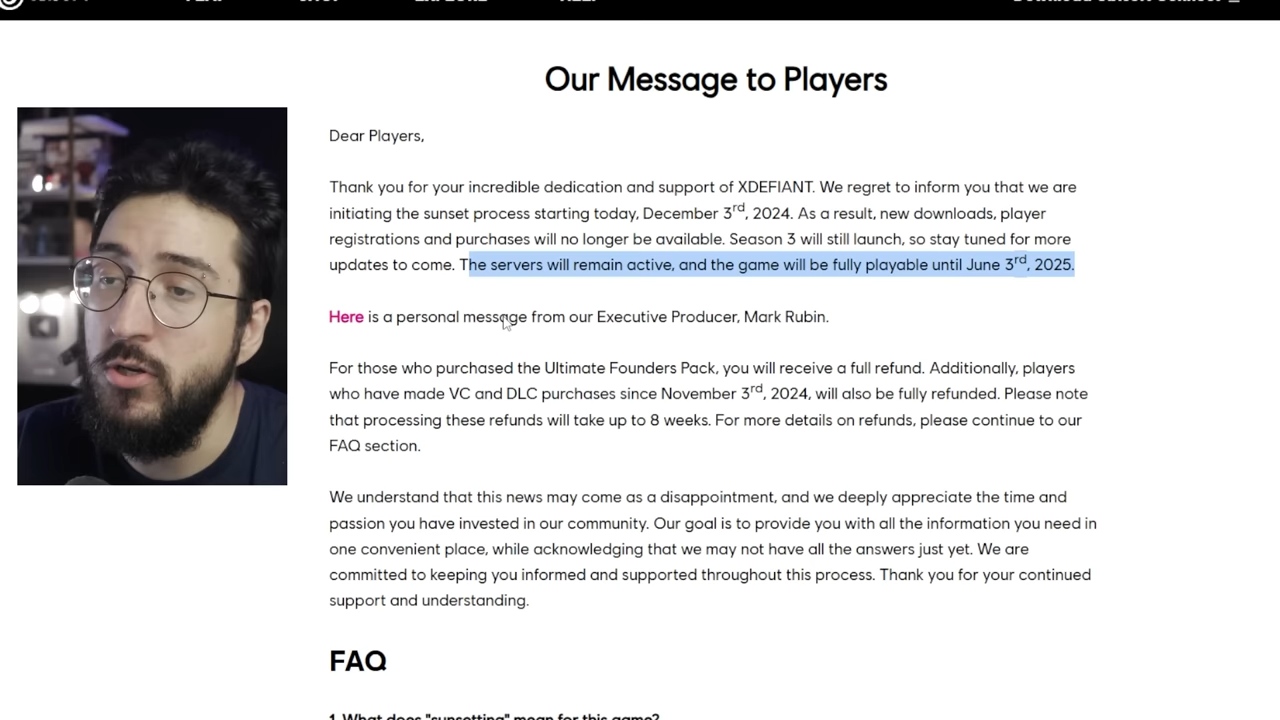 Our Message to Players
Dear Players,
Thank you for your incredible dedication and support of XDEFIANT. We regret to inform you that we are
initiating the sunset process starting today, December 3rd, 2024. As a result, new downloads, player
registrations and purchases will no longer be available. Season 3 will still launch, so stay tuned for more
updates to come. The servers will remain active, and the game will be fully playable until June 3rd, 2025.
Here is a personal message from our Executive Producer, Mark Rubin.
For those who purchased the Ultimate Founders Pack, you will receive a full refund. Additionally, players
who have made VC and DLC purchases since November 3rd, 2024, will also be fully refunded. Please note
that processing these refunds will take up to 8 weeks. For more details on refunds, please continue to our
FAQ section.
We understand that this news may come as a disappointment, and we deeply appreciate the time and
passion you have invested in our community. Our goal is to provide you with all the information you need in
one convenient place, while acknowledging that we may not have all the answers just yet. We are
committed to keeping you informed and supported throughout this process. Thank you for your continued
support and understanding.
FAQ
1. What does "sunsetting" mean for this game?